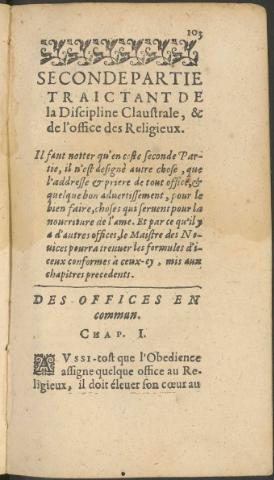 103
SECONDE PARTIE
TRAICTANT DE
la Discipline Claustrale, &
de l'office des Religieux.
Il faut notter qu'en ceste seconde Par-
tie, il n'est designé autre chose, que
l'addresse & priere de tout office, &
quelque bon advertissement, pour le
bien faire, choses qui seruent pour la
nourriture de l'ame. Et par ce qu'il y
a d'autres offices, le Maistre des No-
uices pourra treuuer les formules d'i-
ceux conformes à ceux-cy, mis aux
chapitres precedents.
DES OFFICES EN
commun.
CHAP. I.
AVSSI-tost que l'Obedience
assigne quelque office au Re-
ligieux, il doit éleuer son cœur au